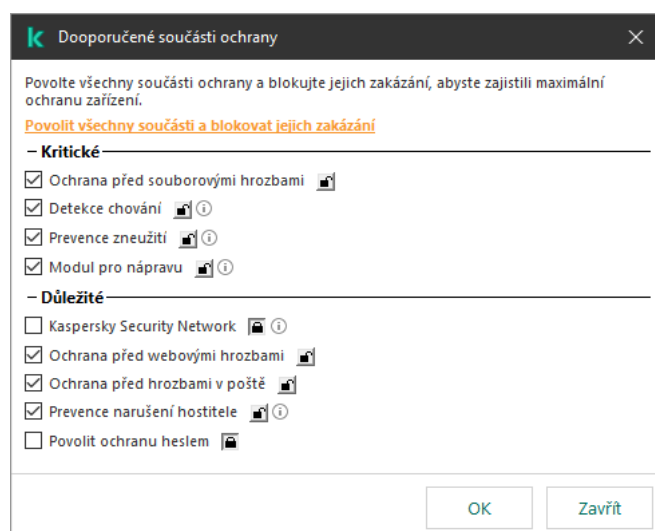 Dooporučené součásti ochrany
Povolte všechny součásti ochrany a blokujte jejich zakázání, abyste zajistili maximální
ochranu zařízení.
Povolit všechny součásti a blokovat jejich zakázání
Kritické
Ochrana před souborovými hrozbami
Detekce chování
Prevence zneužití
Modul pro nápravu
Důležité
Kaspersky Security Network
Ochrana před webovými hrozbami
Ochrana před hrozbami v poště
Prevence narušení hostitele
Povolit ochranu heslem
OK Zavřít